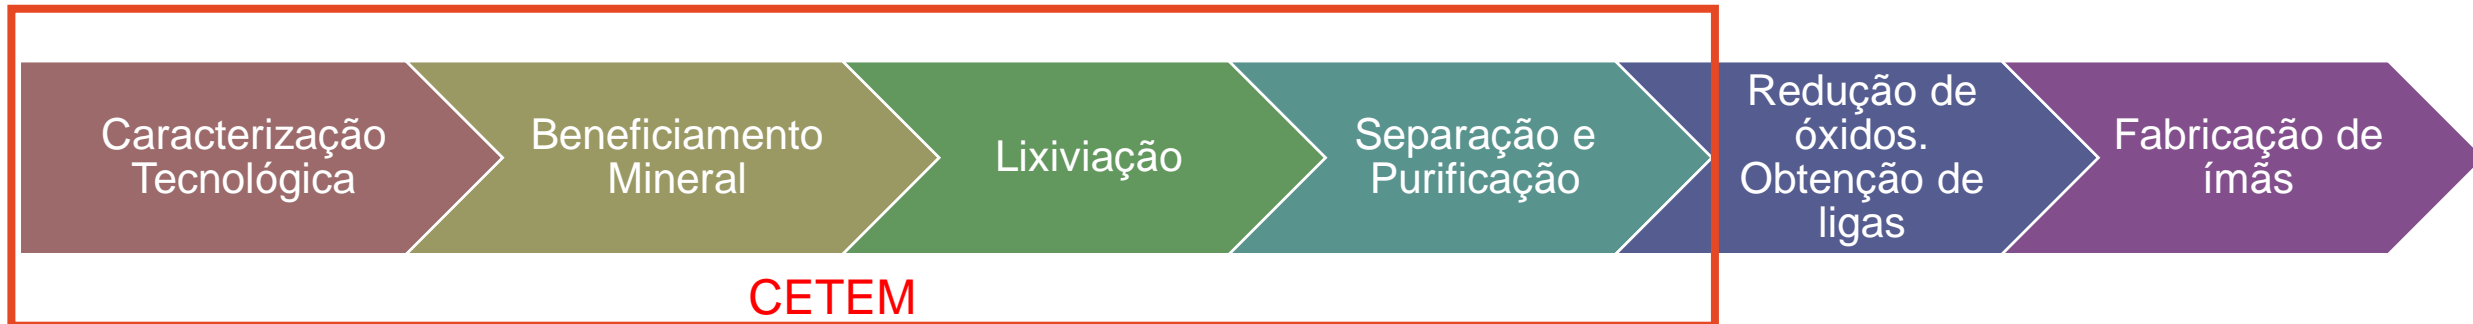 Caracterização
Tecnológica
Beneficiamento
Mineral
Lixiviação
Separação e
Purificação
Redução de
óxidos.
Obtenção de
ligas
Fabricação de
ímãs
CETEM